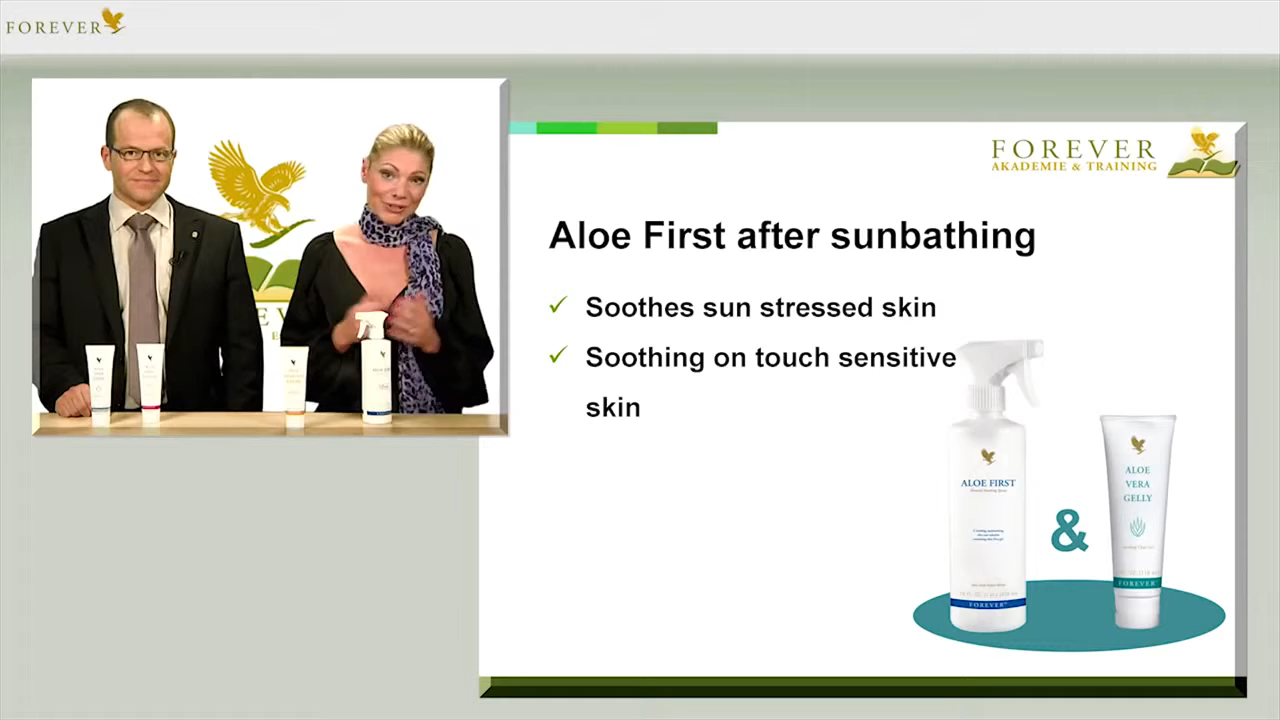 FOREVER
FOREVER
AKADEMIE & TRAINING
Aloe First after sunbathing
✓ Soothes sun stressed skin
✓ Soothing on touch sensitive
skin
ALOE FIRST
FOREVER
&
ALOE
VERA
GELLY
FOREVER